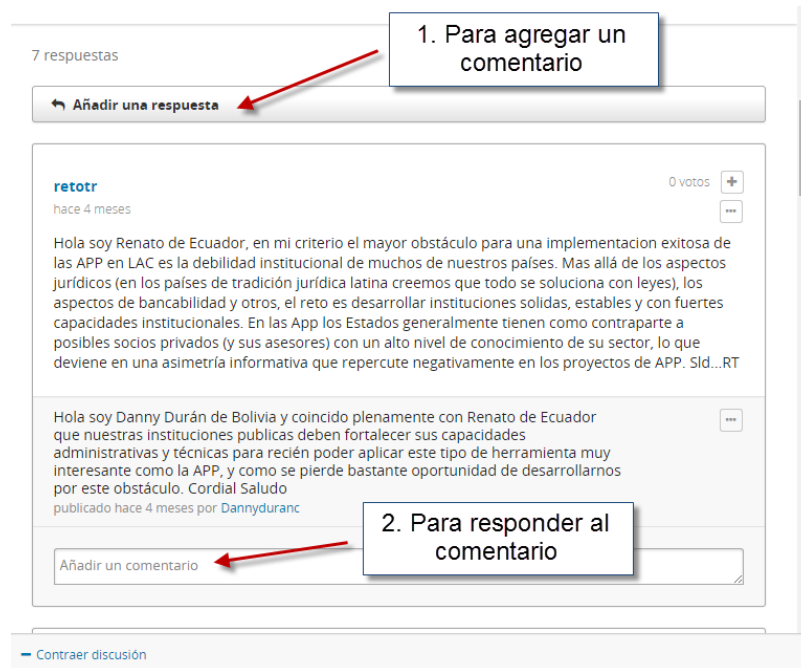 1. Para agregar un
comentario
7 respuestas
Añadir una respuesta
retotr
0 votos
hace 4 meses
Hola soy Renato de Ecuador, en mi criterio el mayor obstáculo para una implementacion exitosa de
las APP en LAC es la debilidad institucional de muchos de nuestros países. Mas allá de los aspectos
jurídicos (en los países de tradición jurídica latina creemos que todo se soluciona con leyes), los
aspectos de bancabilidad y otros, el reto es desarrollar instituciones solidas, estables y con fuertes
capacidades institucionales. En las App los Estados generalmente tienen como contraparte a
posibles socios privados (y sus asesores) con un alto nivel de conocimiento de su sector, lo que
deviene en una asimetría informativa que repercute negativamente en los proyectos de APP. Sld...RT
Hola soy Danny Durán de Bolivia y coincido plenamente con Renato de Ecuador
que nuestras instituciones publicas deben fortalecer sus capacidades
administrativas y técnicas para recién poder aplicar este tipo de herramienta muy
interesante como la APP, y como se pierde bastante oportunidad de desarrollarnos
por este obstáculo. Cordial Saludo
publicado hace 4 meses por Dannyduranc
2. Para responder al
comentario
Añadir un comentario
Contraer discusión